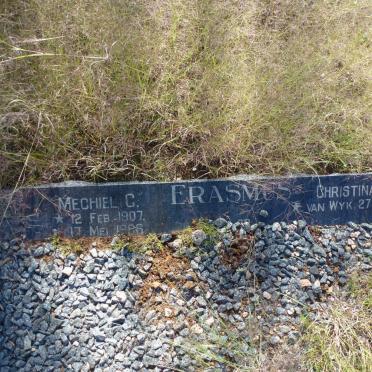 MECHIEL C. ERASMUS CHRISTINA
* 12 FEB. 1907. * VAN WYK, 27
17 MEI 1986